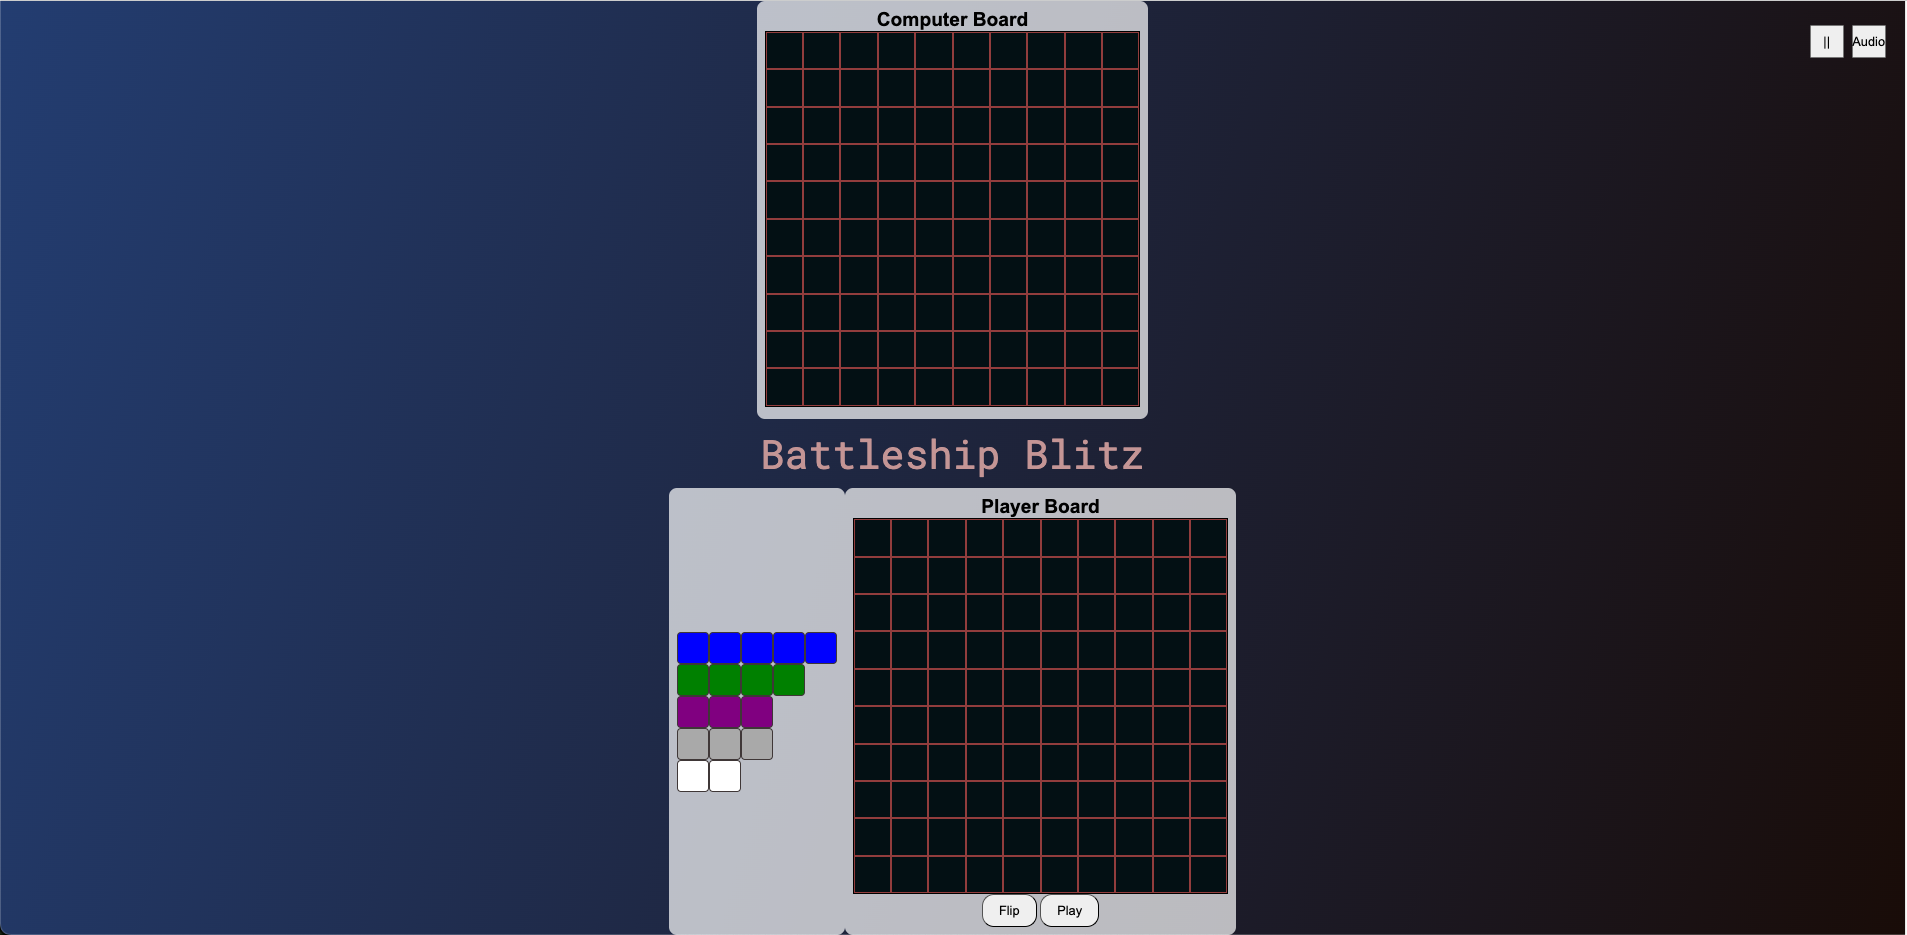 Computer Board
|| Audio
Battleship Blitz
Player Board
Flip Play